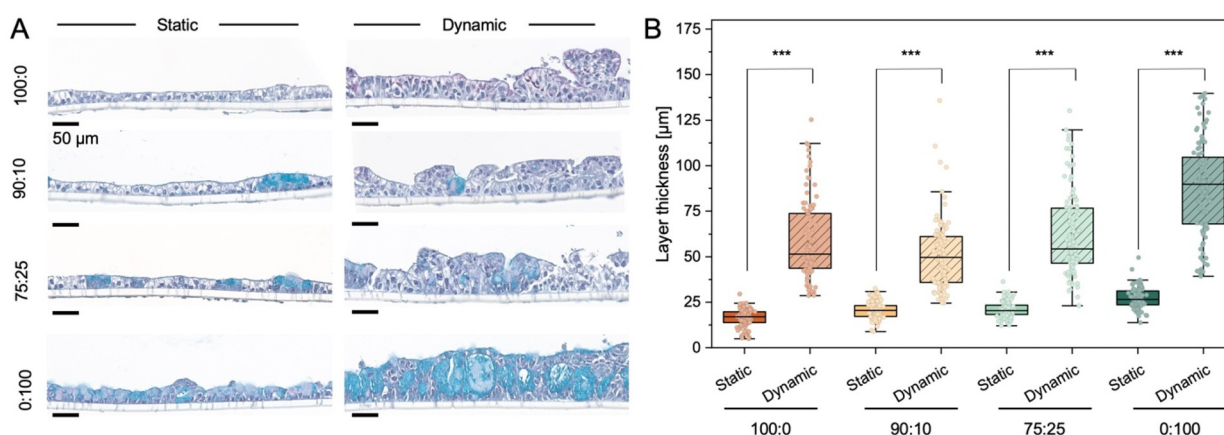 A
Static
Dynamic
100:0
50 µm
90:10
75:25
0:100
B
Layer thickness [µm]
175
150
125
100
75
50
25
0
***
***
***
***
Static
Dynamic
Static
Dynamic
Static
Dynamic
Static
Dynamic
100:0
90:10
75:25
0:100